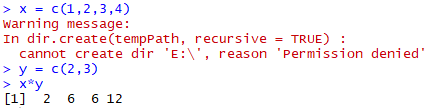 > x = c(1,2,3,4)
Warning message:
In dir.create(tempPath, recursive = TRUE) :
  cannot create dir 'E:\', reason 'Permission denied'
> y = c(2,3)
> x*y
[1]  2  6  6 12